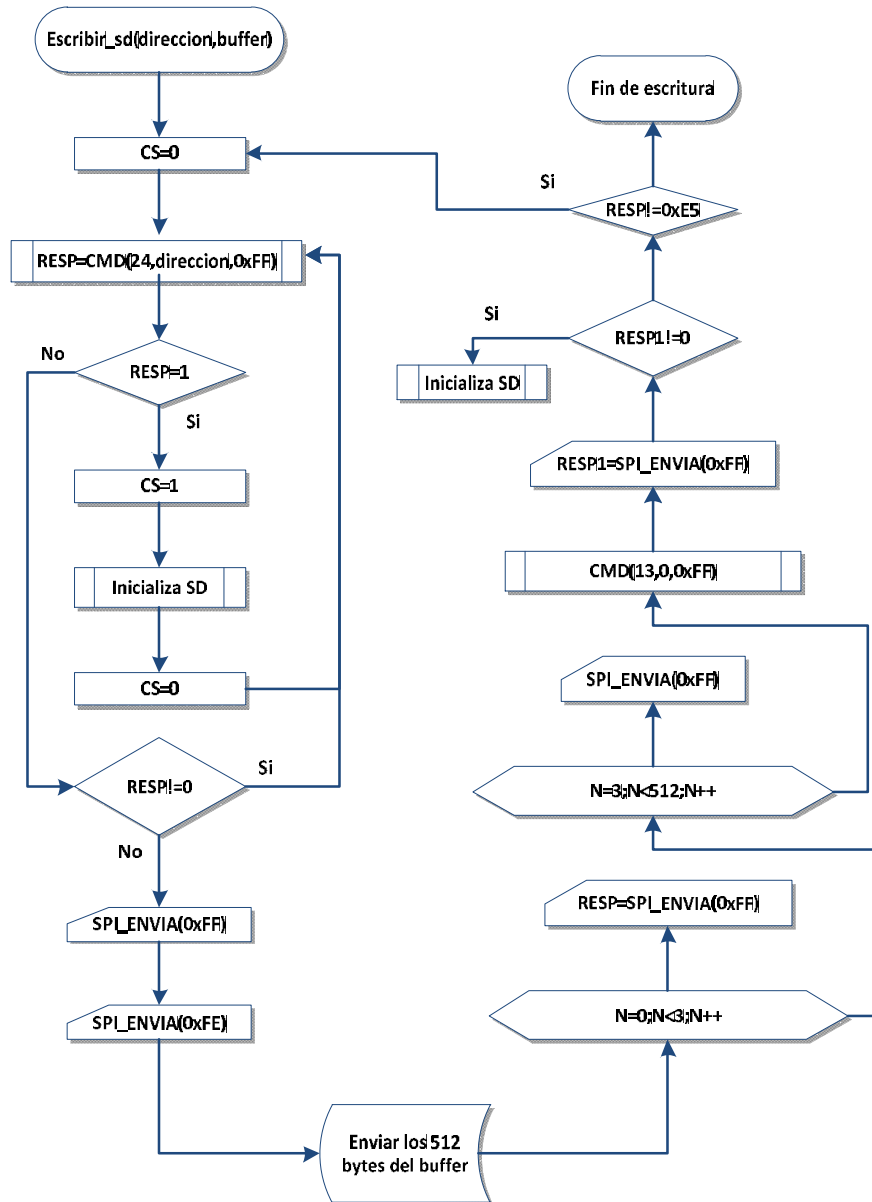 Escribir_sd(direccion,buffer)
CS=0
RESP=CMD(24,direccion,0xFF)
No
RESP=1
Si
CS=1
Inicializa SD
CS=0
RESP!=0
Si
No
SPI_ENVIA(0xFF)
SPI_ENVIA(0xFE)
Enviar los 512
bytes del buffer
N=0;N<3;N++
RESP=SPI_ENVIA(0xFF)
N=3;N<512;N++
SPI_ENVIA(0xFF)
CMD(13,0,0xFF)
RESP1=SPI_ENVIA(0xFF)
RESP1!=0
Si
Inicializa SD
RESP!=0xE5
Si
Fin de escritura